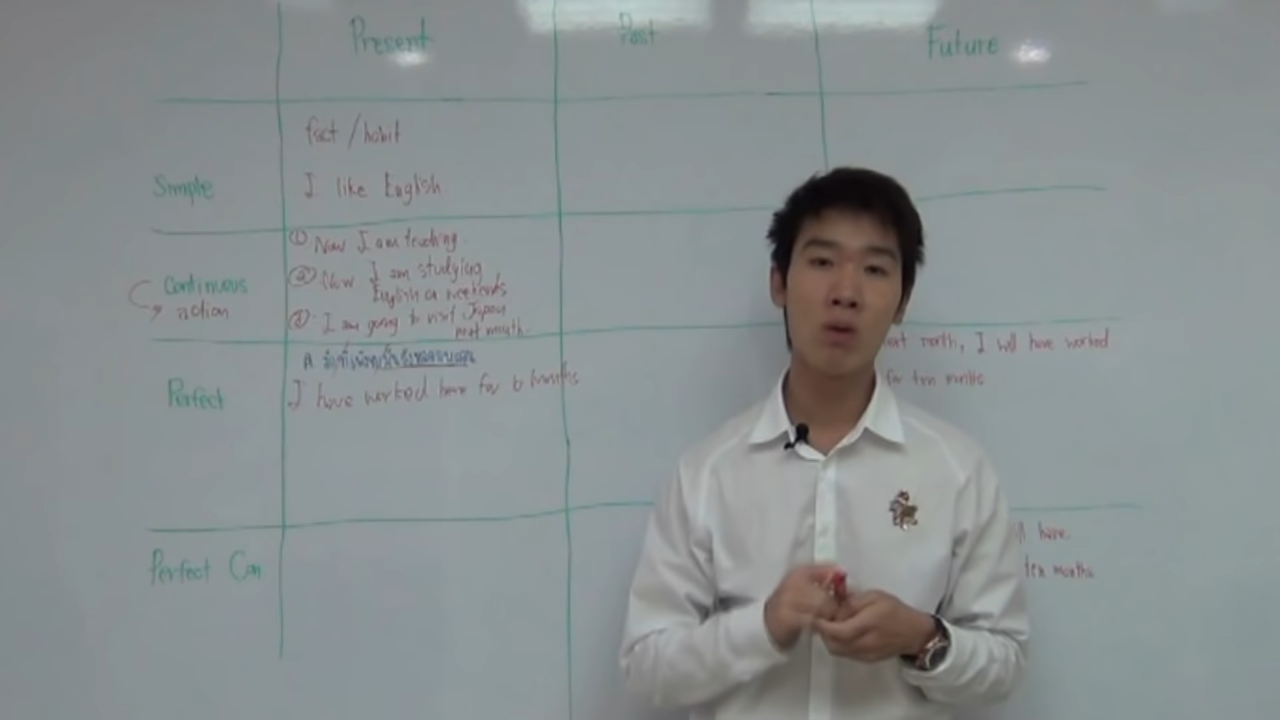 Present Past Future
fact / habit
Simple I like English
① Now I am teaching.
② Now I am studying
English on weekends
Continuous
action
③ I am going to visit Japan
next month.
next month, I will have worked
for ten months
A.
Perfect I have worked here for 6 months
have
Perfect Con ten months